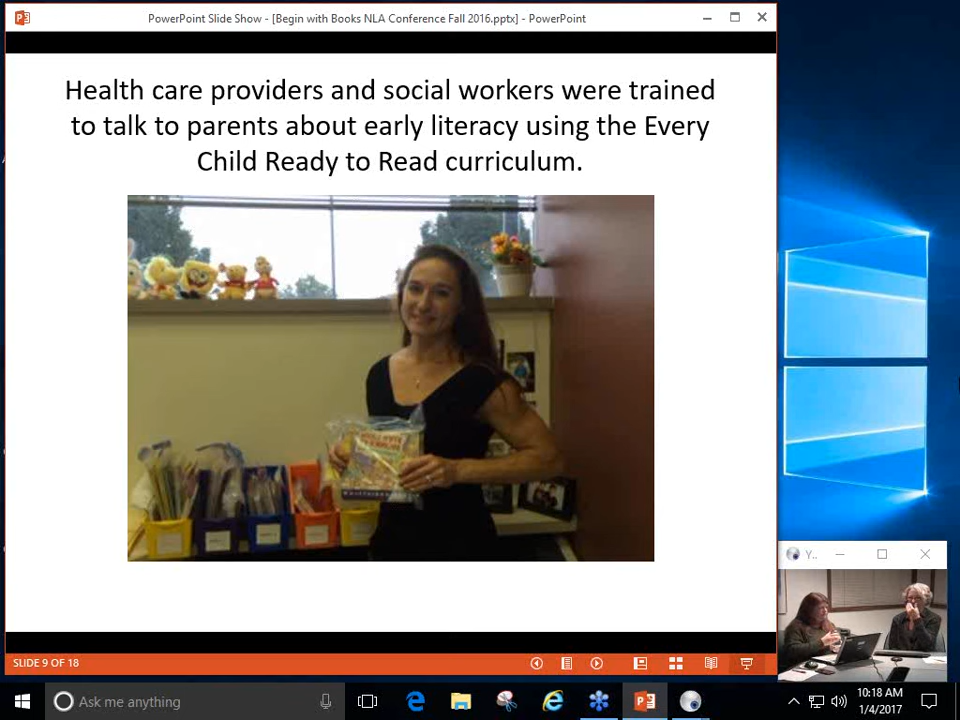 PowerPoint Slide Show - [Begin with Books NLA Conference Fall 2016.pptx] - PowerPoint
Health care providers and social workers were trained
to talk to parents about early literacy using the Every
Child Ready to Read curriculum.
Y..
SLIDE 9 OF 18
Ask me anything
10:18 AM
1/4/2017